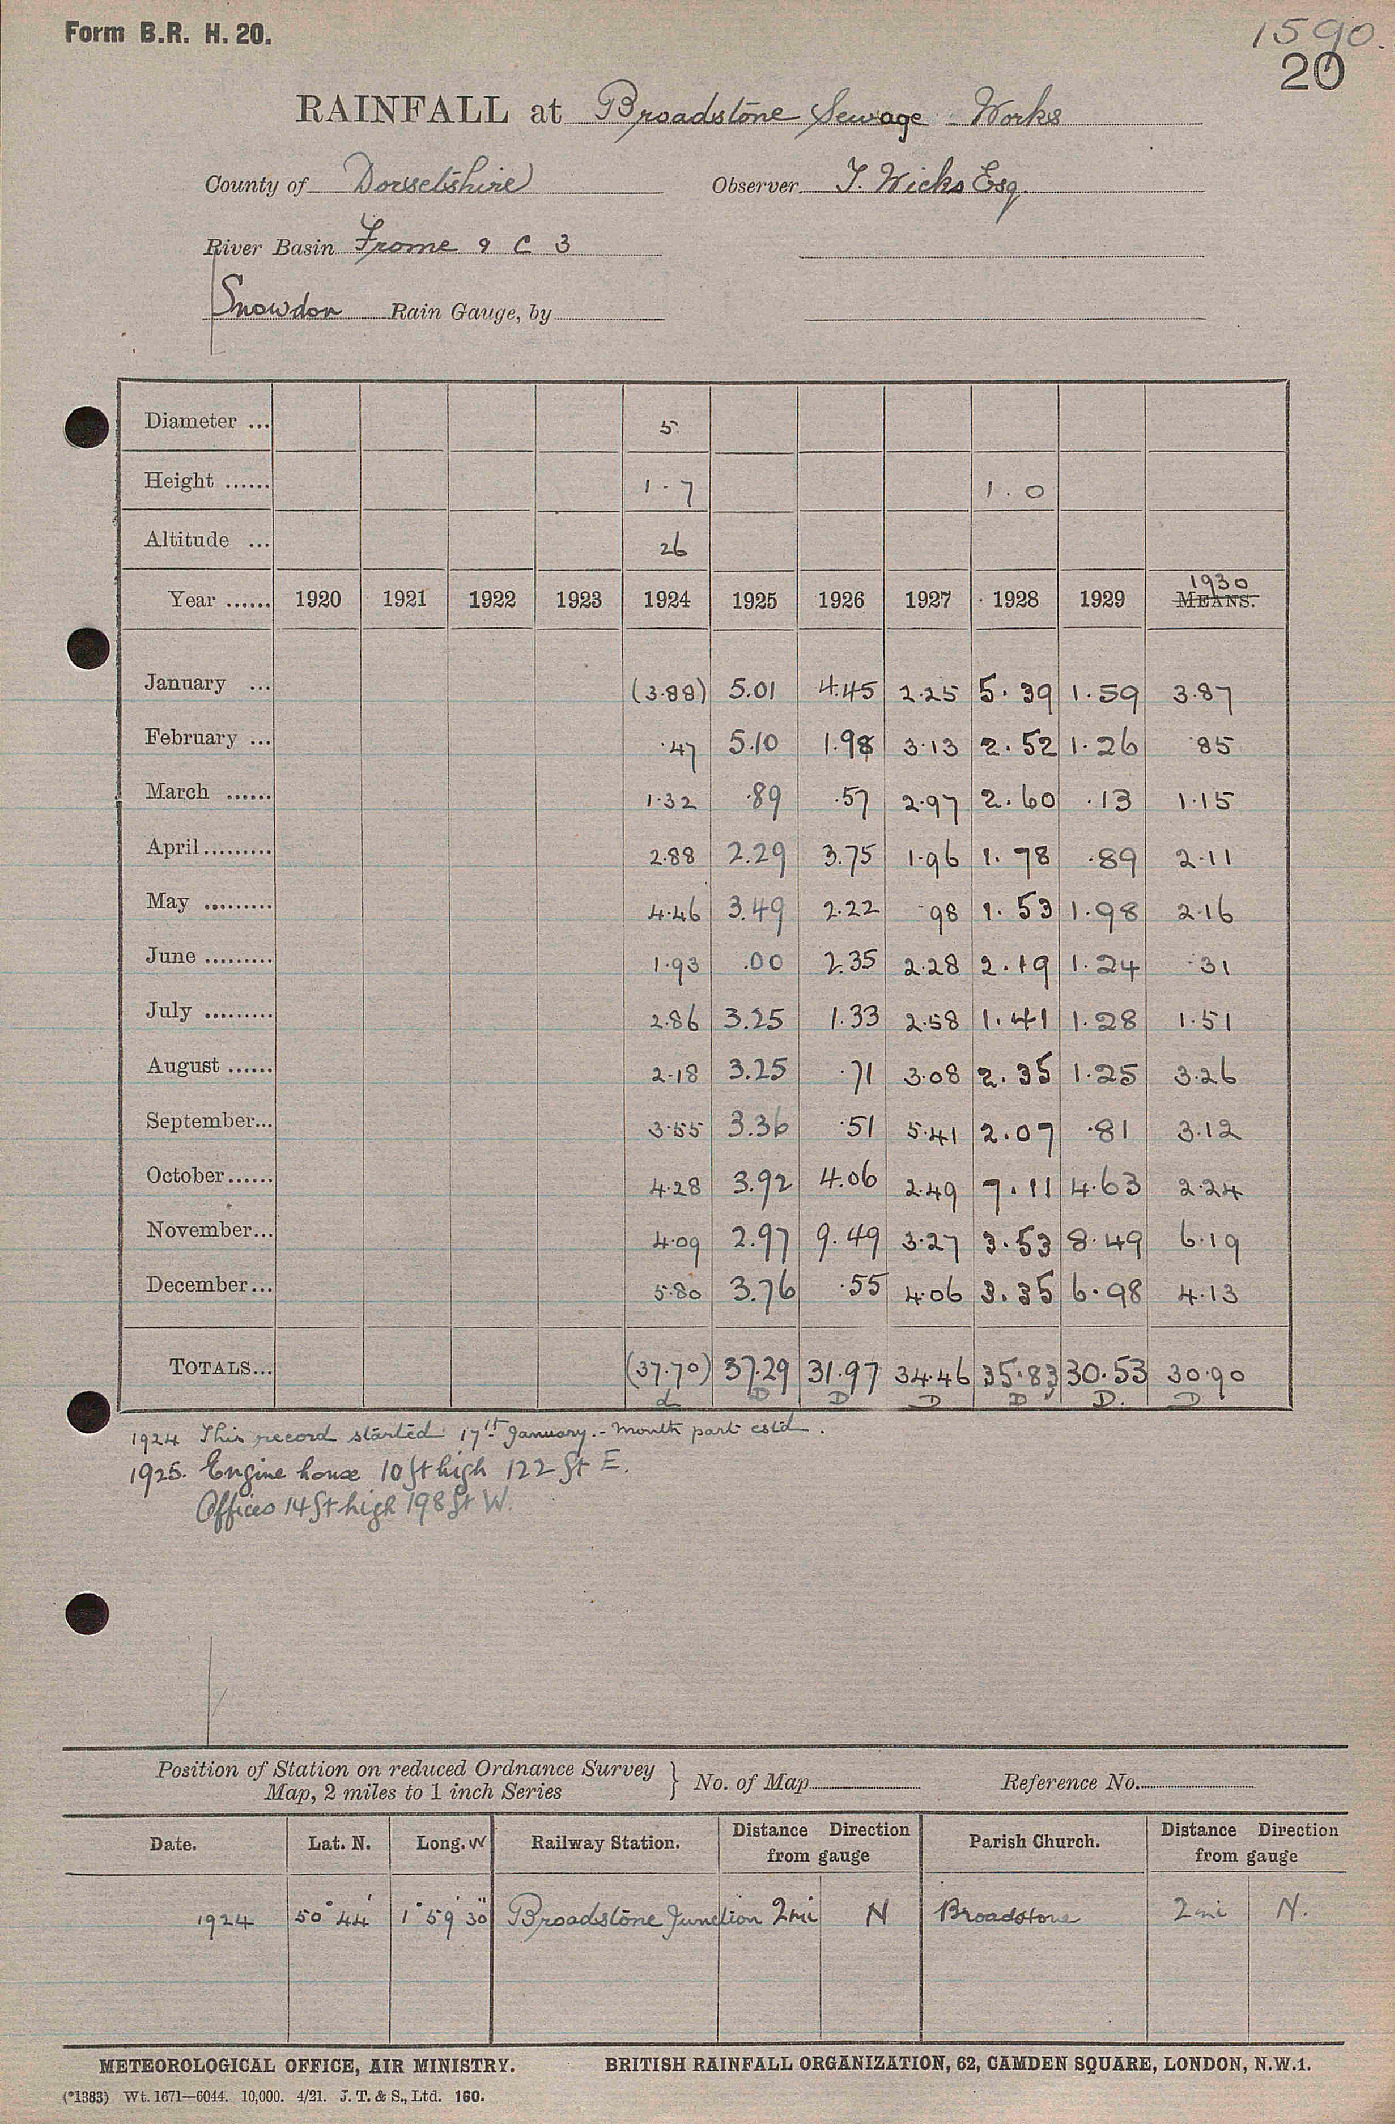 Form B.R. H. 20.
1590.
20
RAINFALL at Broadstone Sewage Works
County of Dorsetshire Observer T. Wicks Esq.
River Basin Frome 9 C 3
Snowdon Rain Gauge, by
Diameter ... 5
Height ...... 1.7 1.0
Altitude ... 26
1930
Year ...... 1920 1921 1922 1923 1924 1925 1926 1927 1928 1929 MEANS.
January ... (3.88) 5.01 4.45 2.25 5.39 1.59 3.87
February ... .47 5.10 1.98 3.13 2.52 1.26 .85
March ...... 1.32 .89 .57 2.97 2.60 .13 1.15
April ......... 2.88 2.29 3.75 1.96 1.78 .89 2.11
May ......... 4.46 3.49 2.22 .98 1.53 1.98 2.16
June ......... 1.93 .00 2.35 2.28 2.19 1.24 .31
July ......... 2.86 3.25 1.33 2.58 1.41 1.28 1.51
August ...... 2.18 3.25 .71 3.08 2.35 1.25 3.26
September... 3.55 3.36 .51 5.41 2.07 .81 3.12
October...... 4.28 3.92 4.06 2.49 7.11 4.63 2.24
November... 4.09 2.97 9.49 3.27 3.53 8.49 6.19
December... 5.80 3.76 .55 4.06 3.35 6.98 4.13
TOTALS... (37.70) 37.29 31.97 34.46 35.83 30.53 30.90
d D D D D D. D
1924 This record started 17th January. - Month part estd.
1925. Engine house 10 ft high 122 ft E.
Offices 14 ft high 198 ft W.
Position of Station on reduced Ordnance Survey
Map, 2 miles to 1 inch Series } No. of Map Reference No.
Date. Lat. N. Long. W Railway Station. Distance Direction from gauge Parish Church. Distance Direction from gauge
1924 50° 44' 1° 59' 30" Broadstone Junction 2 mi N Broadstone 2 mi N.
METEOROLOGICAL OFFICE, AIR MINISTRY. BRITISH RAINFALL ORGANIZATION, 62, CAMDEN SQUARE, LONDON, N.W.1.
(*1383) Wt. 1671—6044. 10,000. 4/21. J. T. & S., Ltd. 160.